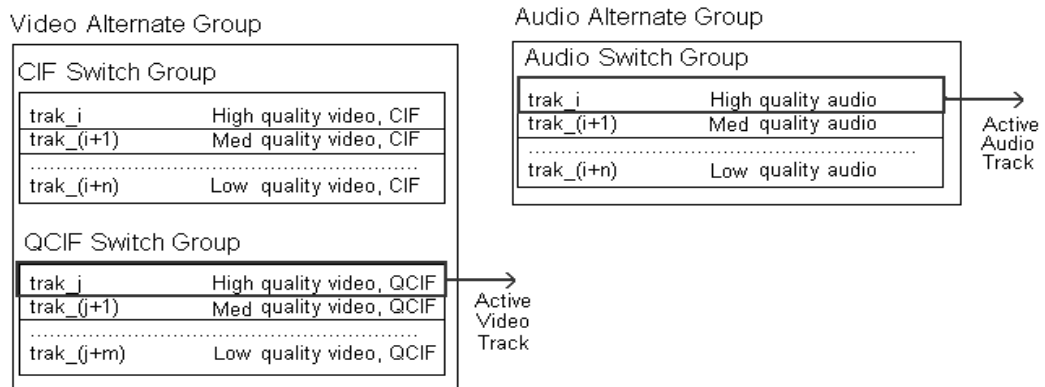 Video Alternate Group
CIF Switch Group
trak_i High quality video, CIF
trak_(i+1) Med quality video, CIF
trak_(i+n) Low quality video, CIF
QCIF Switch Group
trak_j High quality video, QCIF
trak_(j+1) Med quality video, QCIF
trak_(j+m) Low quality video, QCIF
Active
Video
Track
Audio Alternate Group
Audio Switch Group
trak_i High quality audio
trak_(i+1) Med quality audio
trak_(i+n) Low quality audio
Active
Audio
Track